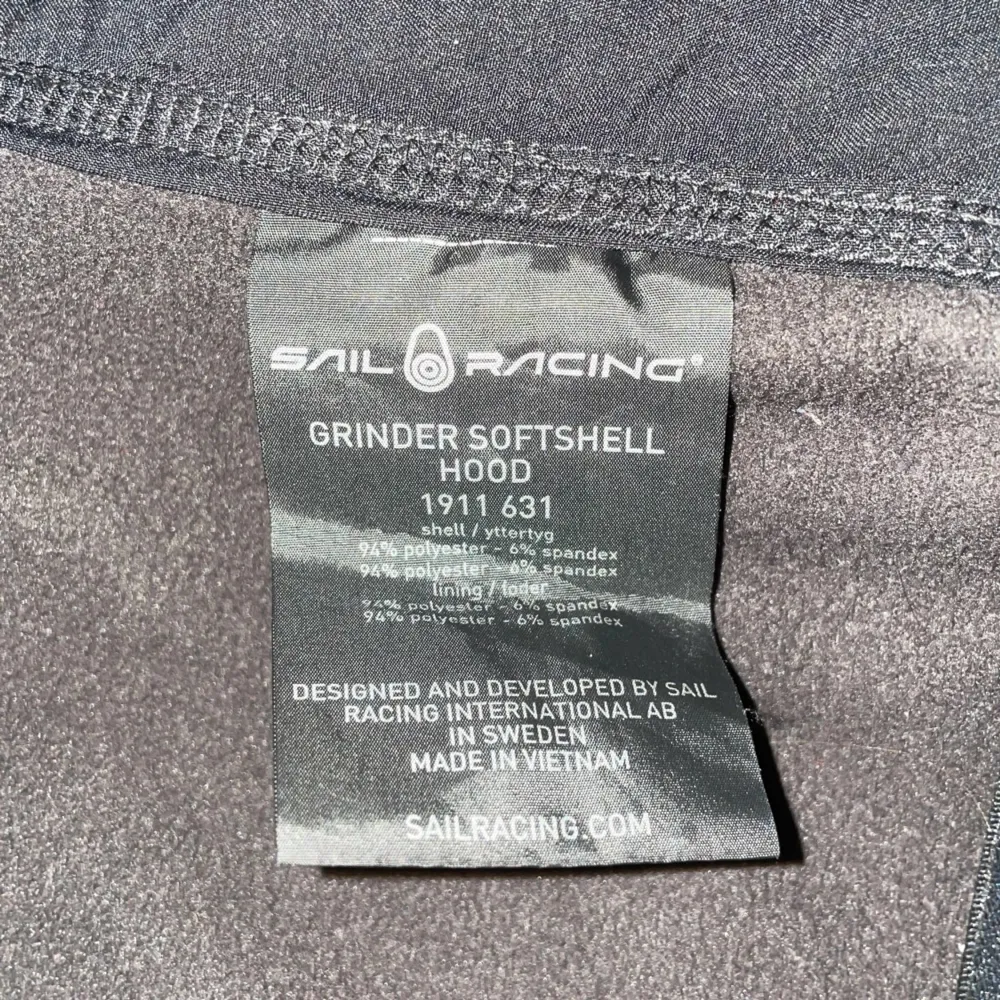 SAIL RACING®
GRINDER SOFTSHELL
HOOD
1911 631
shell / yttertyg
94% polyester - 6% spandex
94% polyester - 6% spandex
lining / foder
94% polyester - 6% spandex
94% polyester - 6% spandex
DESIGNED AND DEVELOPED BY SAIL
RACING INTERNATIONAL AB
IN SWEDEN
MADE IN VIETNAM
SAILRACING.COM